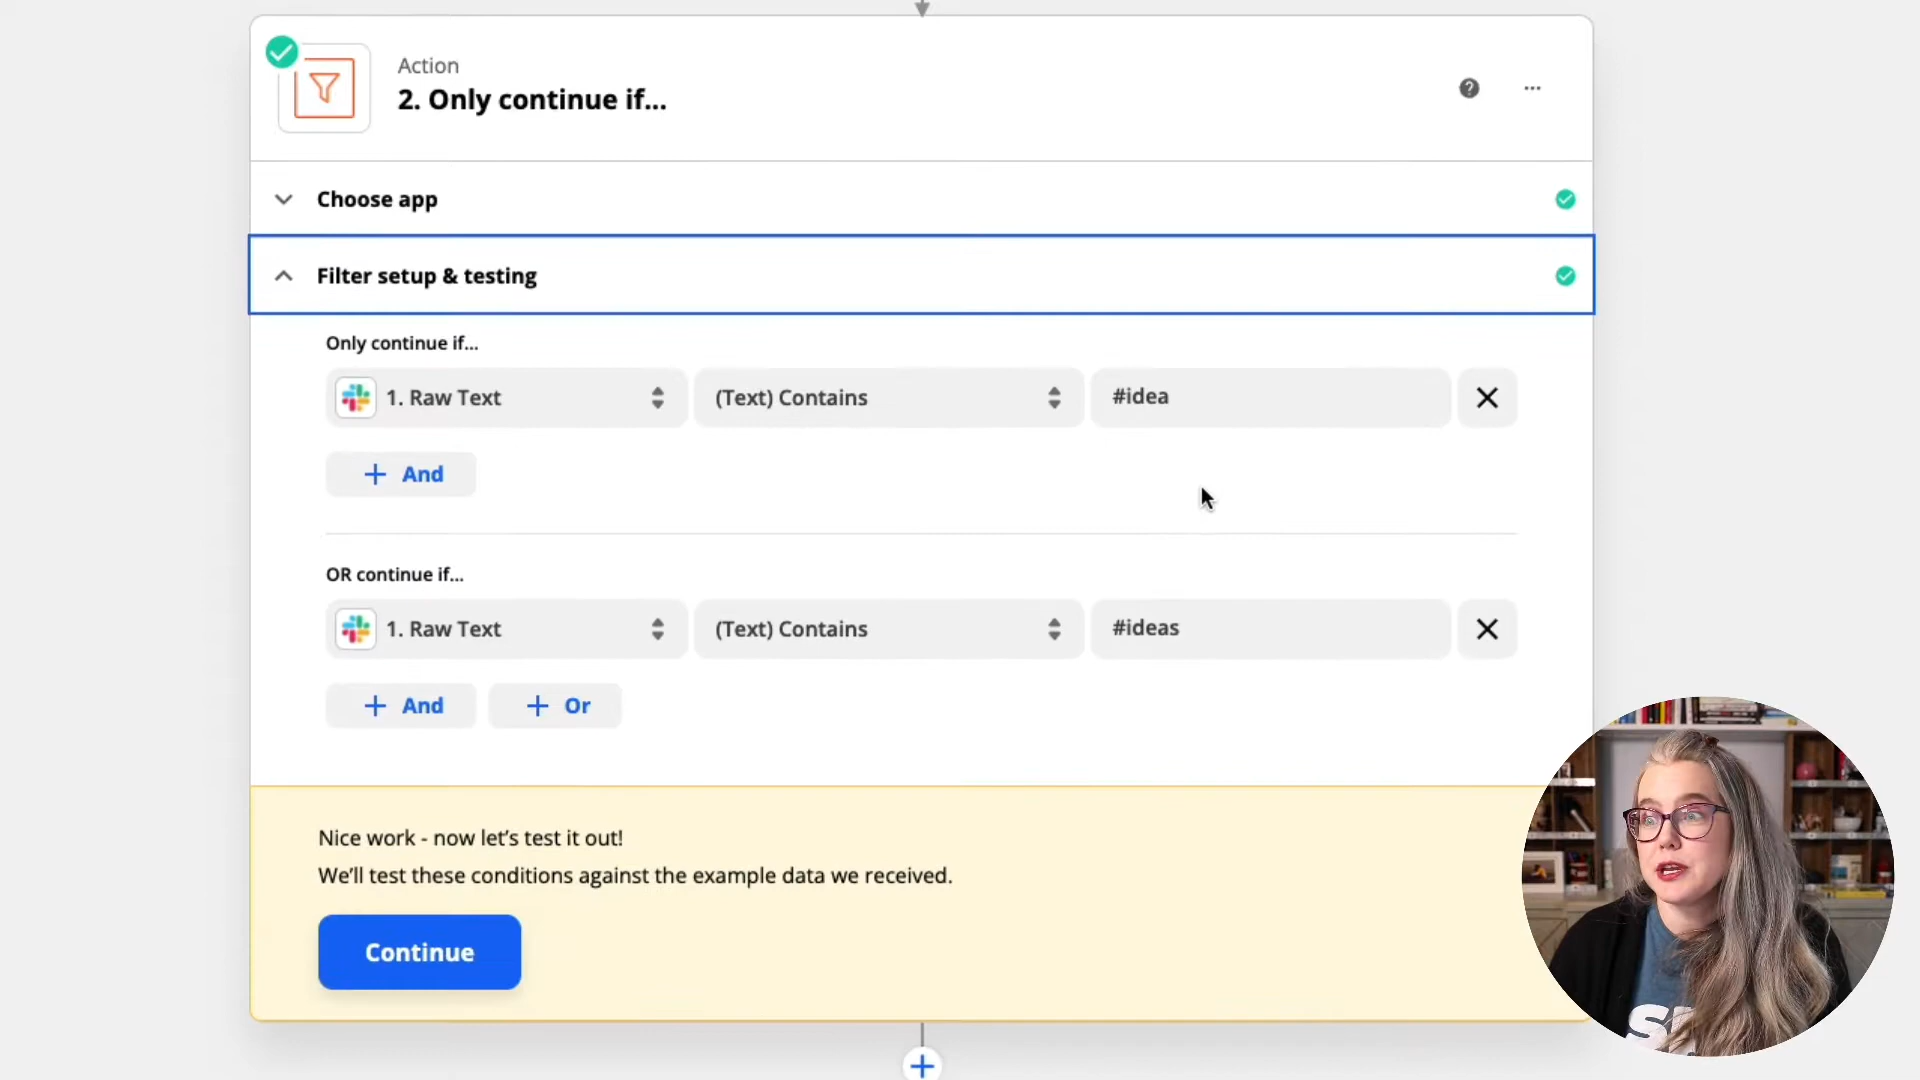 Action
2. Only continue if...
Choose app
Filter setup & testing
Only continue if...
1. Raw Text
(Text) Contains
#idea
And
OR continue if...
1. Raw Text
(Text) Contains
#ideas
And
Or
Nice work - now let's test it out!
We'll test these conditions against the example data we received.
Continue